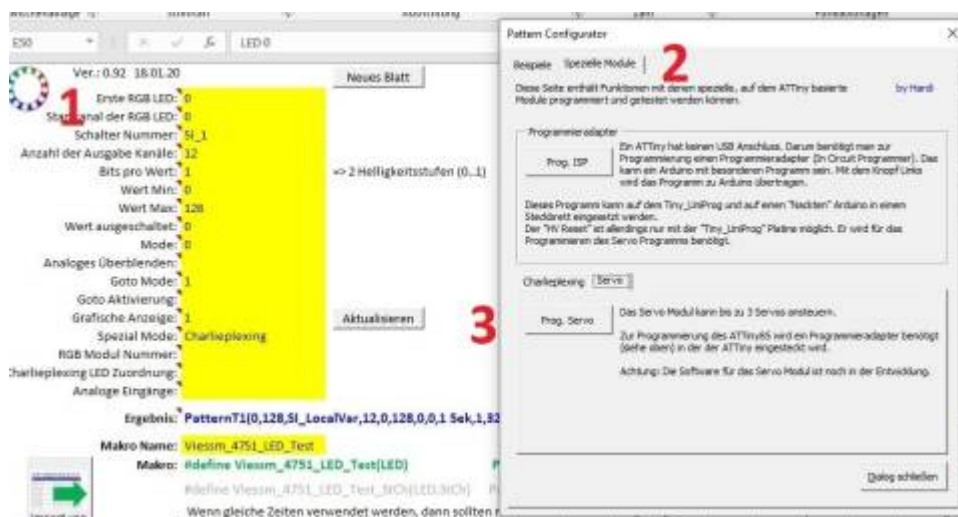 E50
LED 0
Ver.: 0.92 18.01.20
Neues Blatt
1
Erste RGB LED: 0
Startkanal der RGB LED: 0
Schalter Nummer: SI_1
Anzahl der Ausgabe Kanäle: 12
Bits pro Wert: 1
=> 2 Helligkeitsstufen (0..1)
Wert Min: 0
Wert Max: 128
Wert ausgeschaltet: 0
Mode: 0
Analoges Überblenden:
Goto Mode: 1
Goto Aktivierung:
Grafische Anzeige: 1
Aktualisieren
Spezial Mode: Charlieplexing
RGB Modul Nummer:
Charlieplexing LED Zuordnung:
Analoge Eingänge:
Ergebnis: PatternT1(0,128,SI_LocalVar,12,0,128,0,0,1 Sek,1,32
Makro Name: Viessm_4751_LED_Test
Makro: #define Viessm_4751_LED_Test(LED)
#define Viessm_4751_LED_Test_StCh(LED,StCh)
Wenn gleiche Zeiten verwendet werden, dann sollten
Pattern Configurator
Beispiele
Spezielle Module
2
Diese Seite enthält Funktionen mit denen spezielle, auf dem ATTiny basierte
Module programmiert und getestet werden können.
by Hardi
Programmieradapter
Prog. ISP
Ein ATTiny hat keinen USB Anschluss. Darum benötigt man zur
Programmierung einen Programmieradapter (In Circuit Programmer). Das
kann ein Arduino mit besonderen Programm sein. Mit dem Knopf Links
wird das Programm zu Arduino übertragen.
Dieses Programm kann auf dem Tiny_UniProg und auf einen "Nackten" Arduino in einem
Steckbrett eingesetzt werden.
Der "HV Reset" ist allerdings nur mit der "Tiny_UniProg" Platine möglich. Er wird für das
Programmieren des Servo Programms benötigt.
Charlieplexing
Servo
3
Prog. Servo
Das Servo Modul kann bis zu 3 Servos ansteuern.
Zur Programmierung des ATTiny85 wird ein Programmieradapter benötigt
(siehe oben) in der der ATTiny eingesteckt wird.
Achtung: Die Software für das Servo Modul ist noch in der Entwicklung.
Dialog schließen